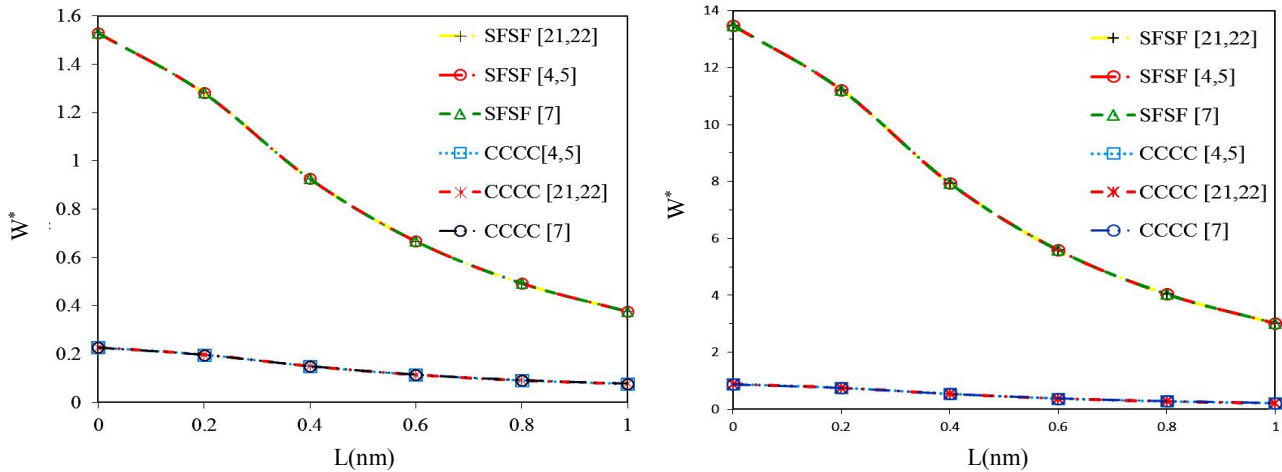 1.6
1.4
1.2
1
0.8
0.6
0.4
0.2
0
W*
SFSF [21,22]
SFSF [4,5]
SFSF [7]
CCCC[4,5]
CCCC [21,22]
CCCC [7]
0 0.2 0.4 0.6 0.8 1
L(nm)
14
12
10
8
6
4
2
0
W*
SFSF [21,22]
SFSF [4,5]
SFSF [7]
CCCC [4,5]
CCCC [21,22]
CCCC [7]
0 0.2 0.4 0.6 0.8 1
L(nm)